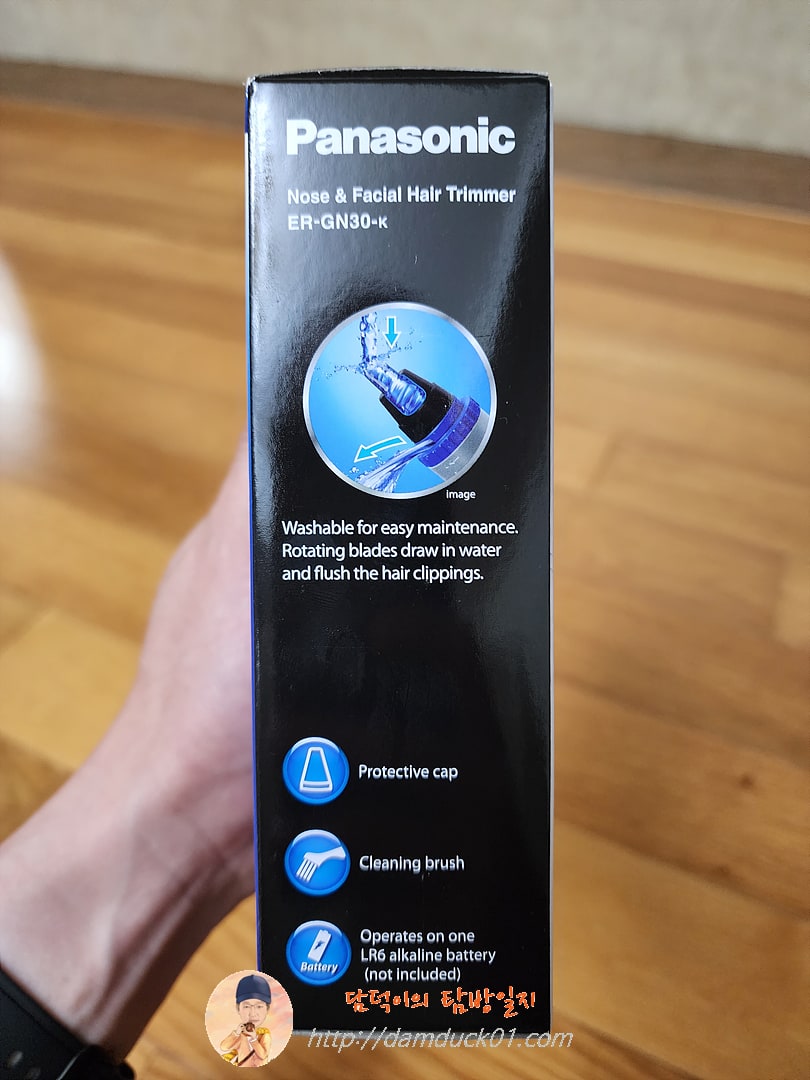 Panasonic
Nose & Facial Hair Trimmer
ER-GN30-K
image
Washable for easy maintenance.
Rotating blades draw in water
and flush the hair clippings.
Protective cap
Cleaning brush
Operates on one
LR6 alkaline battery
(not included)
Battery
담덕이의 탐방일지
http://damduck01.com